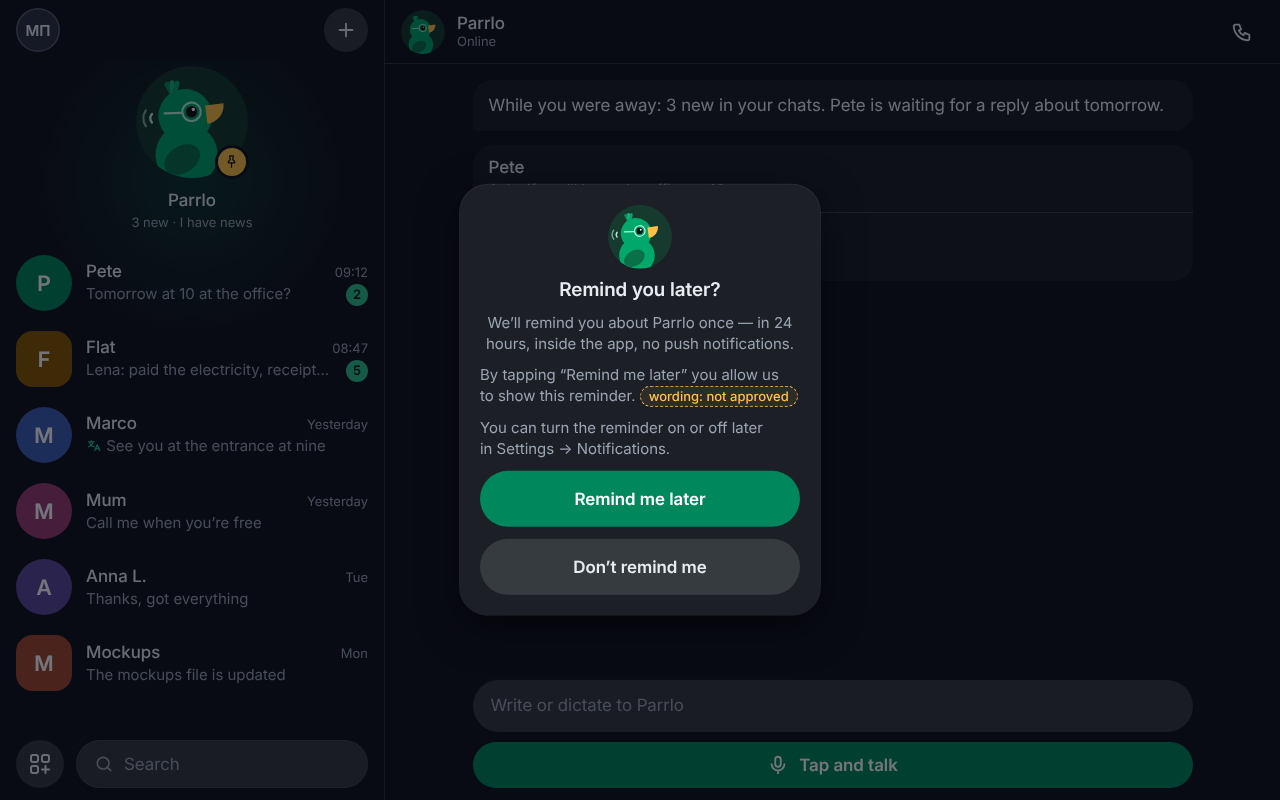 МП
Parrlo
3 new · I have news
Pete
09:12
Tomorrow at 10 at the office?
2
P
Flat
08:47
Lena: paid the electricity, receipt...
5
F
Marco
Yesterday
See you at the entrance at nine
M
Mum
Yesterday
Call me when you’re free
M
Anna L.
Tue
Thanks, got everything
A
Mockups
Mon
The mockups file is updated
M
Search
Parrlo
Online
While you were away: 3 new in your chats. Pete is waiting for a reply about tomorrow.
Pete
Remind you later?
We’ll remind you about Parrlo once — in 24
hours, inside the app, no push notifications.
By tapping “Remind me later” you allow us
to show this reminder. wording: not approved
You can turn the reminder on or off later
in Settings → Notifications.
Remind me later
Don’t remind me
Write or dictate to Parrlo
Tap and talk